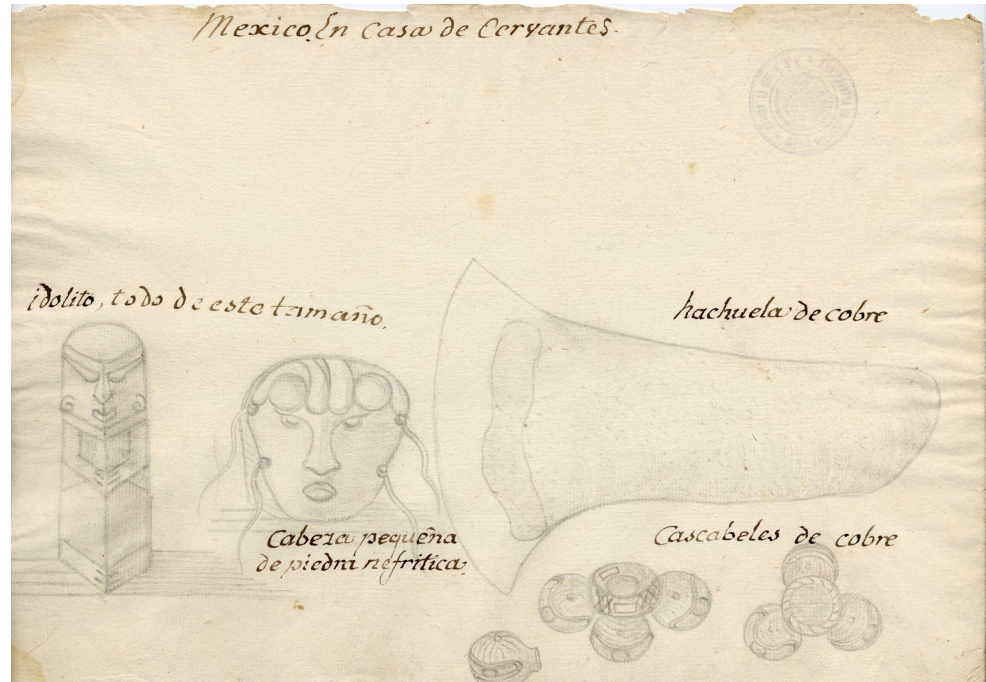 Mexico. En Casa de Cervantes.
idolito, todo de este tamaño.
hachuela de cobre
Cabeza pequeña
de piedra nefritica
Cascabeles de cobre